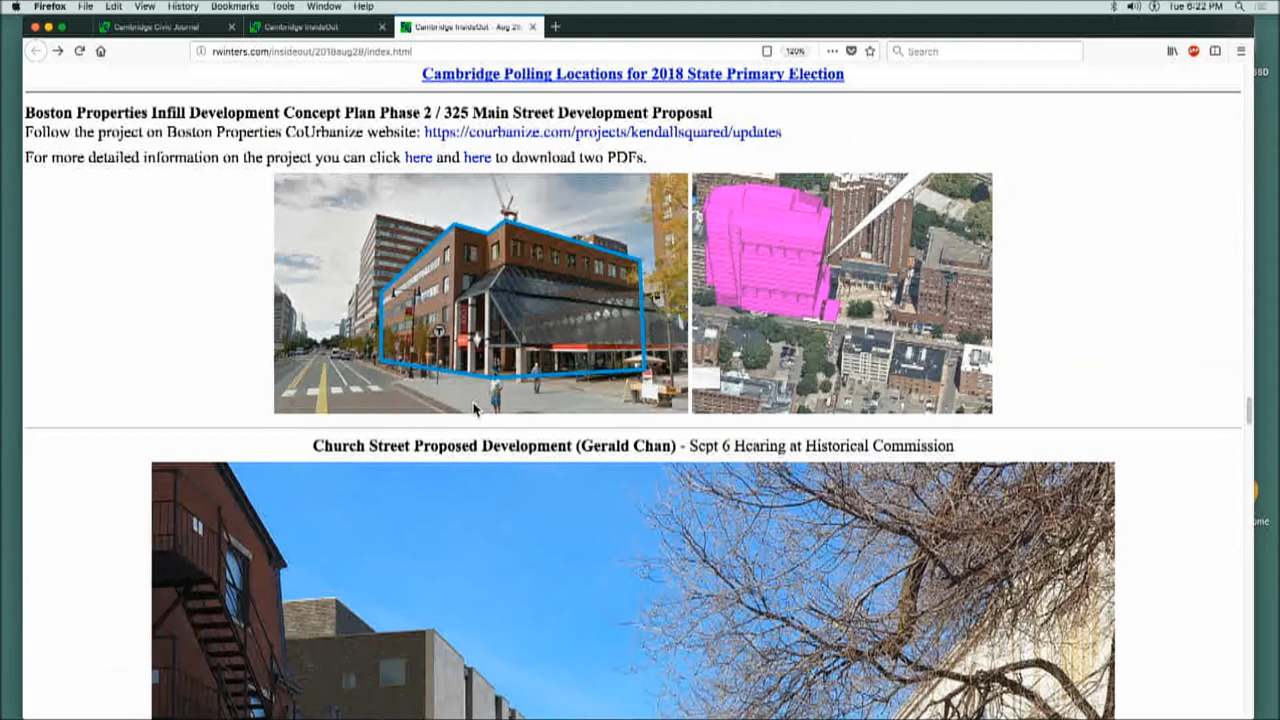 Firefox File Edit View History Bookmarks Tools Window Help Tue 6:22 PM
Cambridge Civic Journal Cambridge InsideOut Cambridge InsideOut - Aug 28,
rwinters.com/insideout/2018aug28/index.html 120% Search
Cambridge Polling Locations for 2018 State Primary Election
Boston Properties Infill Development Concept Plan Phase 2 / 325 Main Street Development Proposal
Follow the project on Boston Properties CoUrbanize website: https://courbanize.com/projects/kendallsquared/updates
For more detailed information on the project you can click here and here to download two PDFs.
T
Church Street Proposed Development (Gerald Chan) - Sept 6 Hearing at Historical Commission